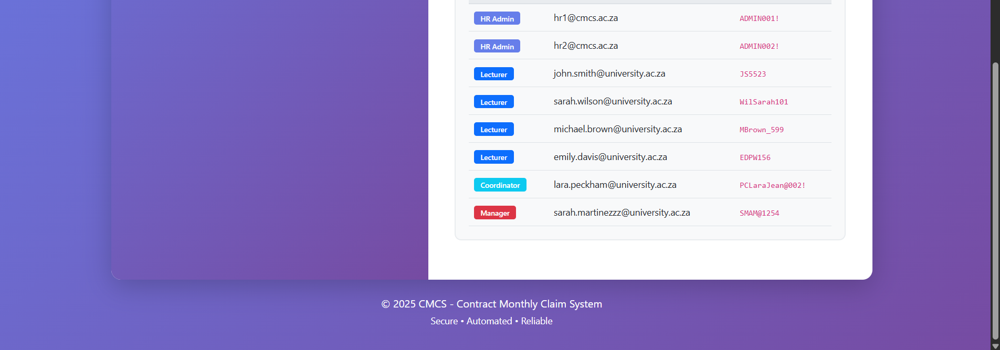 HR Admin hr1@cmcs.ac.za ADMIN001!
HR Admin hr2@cmcs.ac.za ADMIN002!
Lecturer john.smith@university.ac.za JS5523
Lecturer sarah.wilson@university.ac.za WilSarah101
Lecturer michael.brown@university.ac.za MBrown_599
Lecturer emily.davis@university.ac.za EDPW156
Coordinator lara.peckham@university.ac.za PCLaraJean@002!
Manager sarah.martinezzz@university.ac.za SMAM@1254
© 2025 CMCS - Contract Monthly Claim System
Secure • Automated • Reliable